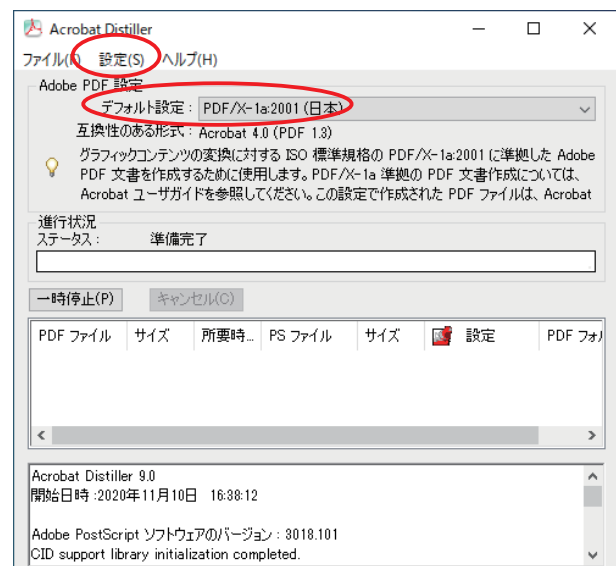 Acrobat Distiller
ファイル(F) 設定(S) ヘルプ(H)
Adobe PDF 設定
デフォルト設定： PDF/X-1a:2001 (日本)
互換性のある形式： Acrobat 4.0 (PDF 1.3)
グラフィックコンテンツの変換に対する ISO 標準規格の PDF/X-1a:2001 に準拠した Adobe
PDF 文書を作成するために使用します。PDF/X-1a 準拠の PDF 文書作成については、
Acrobat ユーザガイドを参照してください。この設定で作成された PDF ファイルは、Acrobat
進行状況
ステータス： 準備完了
一時停止(P) キャンセル(C)
PDF ファイル サイズ 所要時... PS ファイル サイズ 設定 PDF フォル
Acrobat Distiller 9.0
開始日時 :2020年11月10日 16:38:12
Adobe PostScript ソフトウェアのバージョン : 3018.101
CID support library initialization completed.